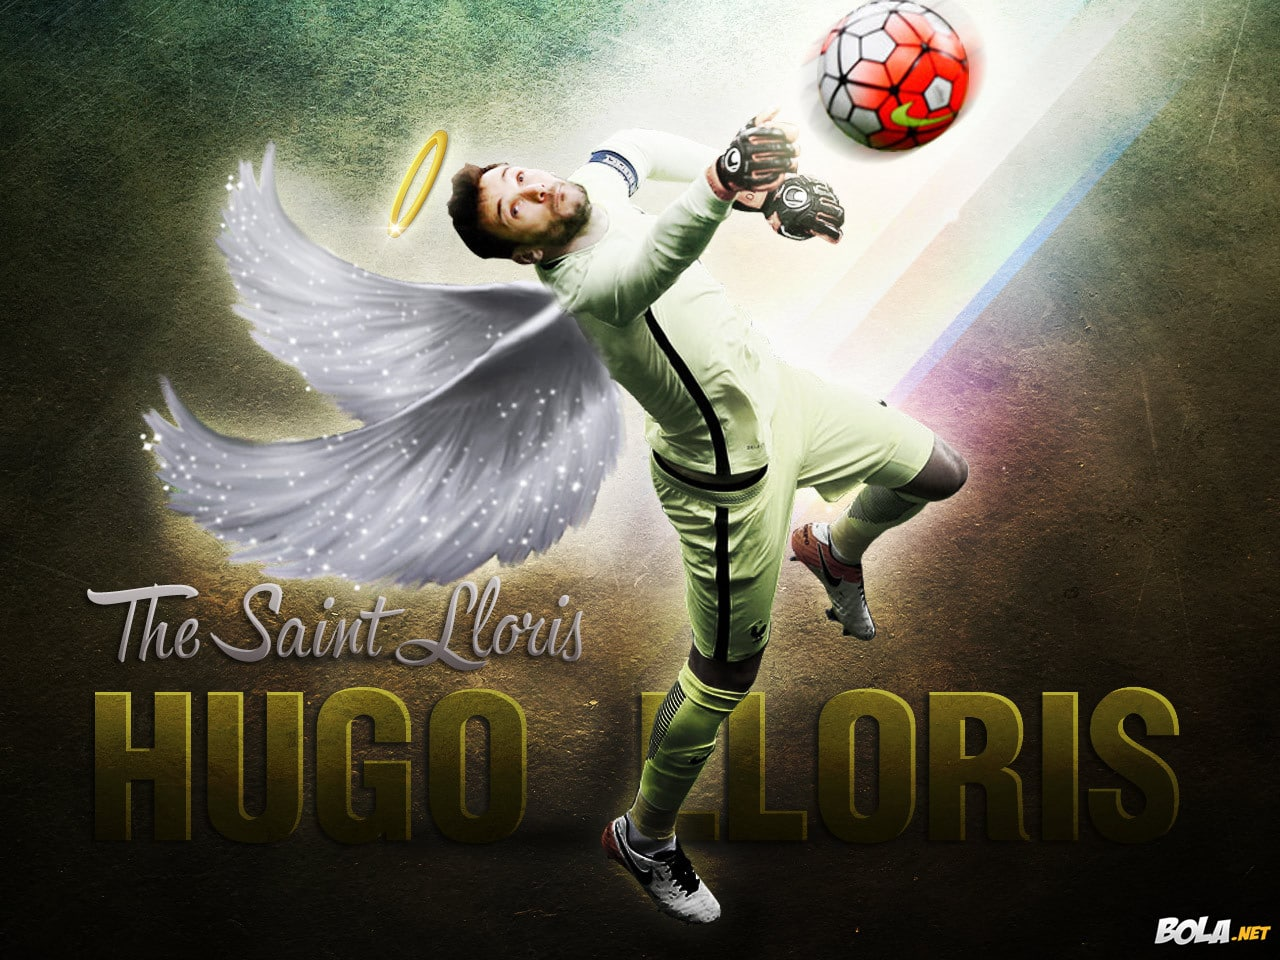 The Saint Lloris
HUGO LLORIS
BOLA.NET